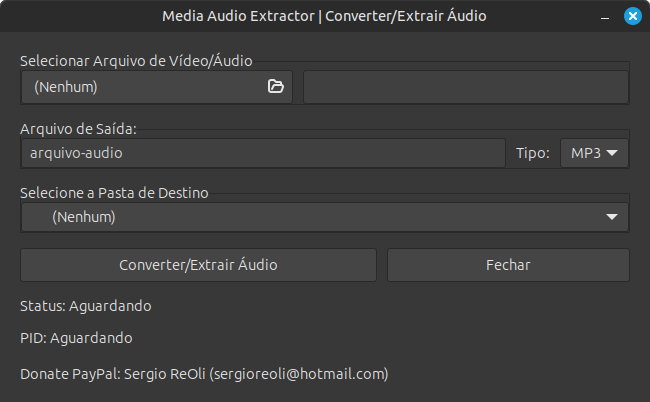 Media Audio Extractor | Converter/Extrair Áudio
Selecionar Arquivo de Vídeo/Áudio
(Nenhum)
Arquivo de Saída:
arquivo-audio Tipo: MP3
Selecione a Pasta de Destino
(Nenhum)
Converter/Extrair Áudio Fechar
Status: Aguardando
PID: Aguardando
Donate PayPal: Sergio ReOli (sergioreoli@hotmail.com)